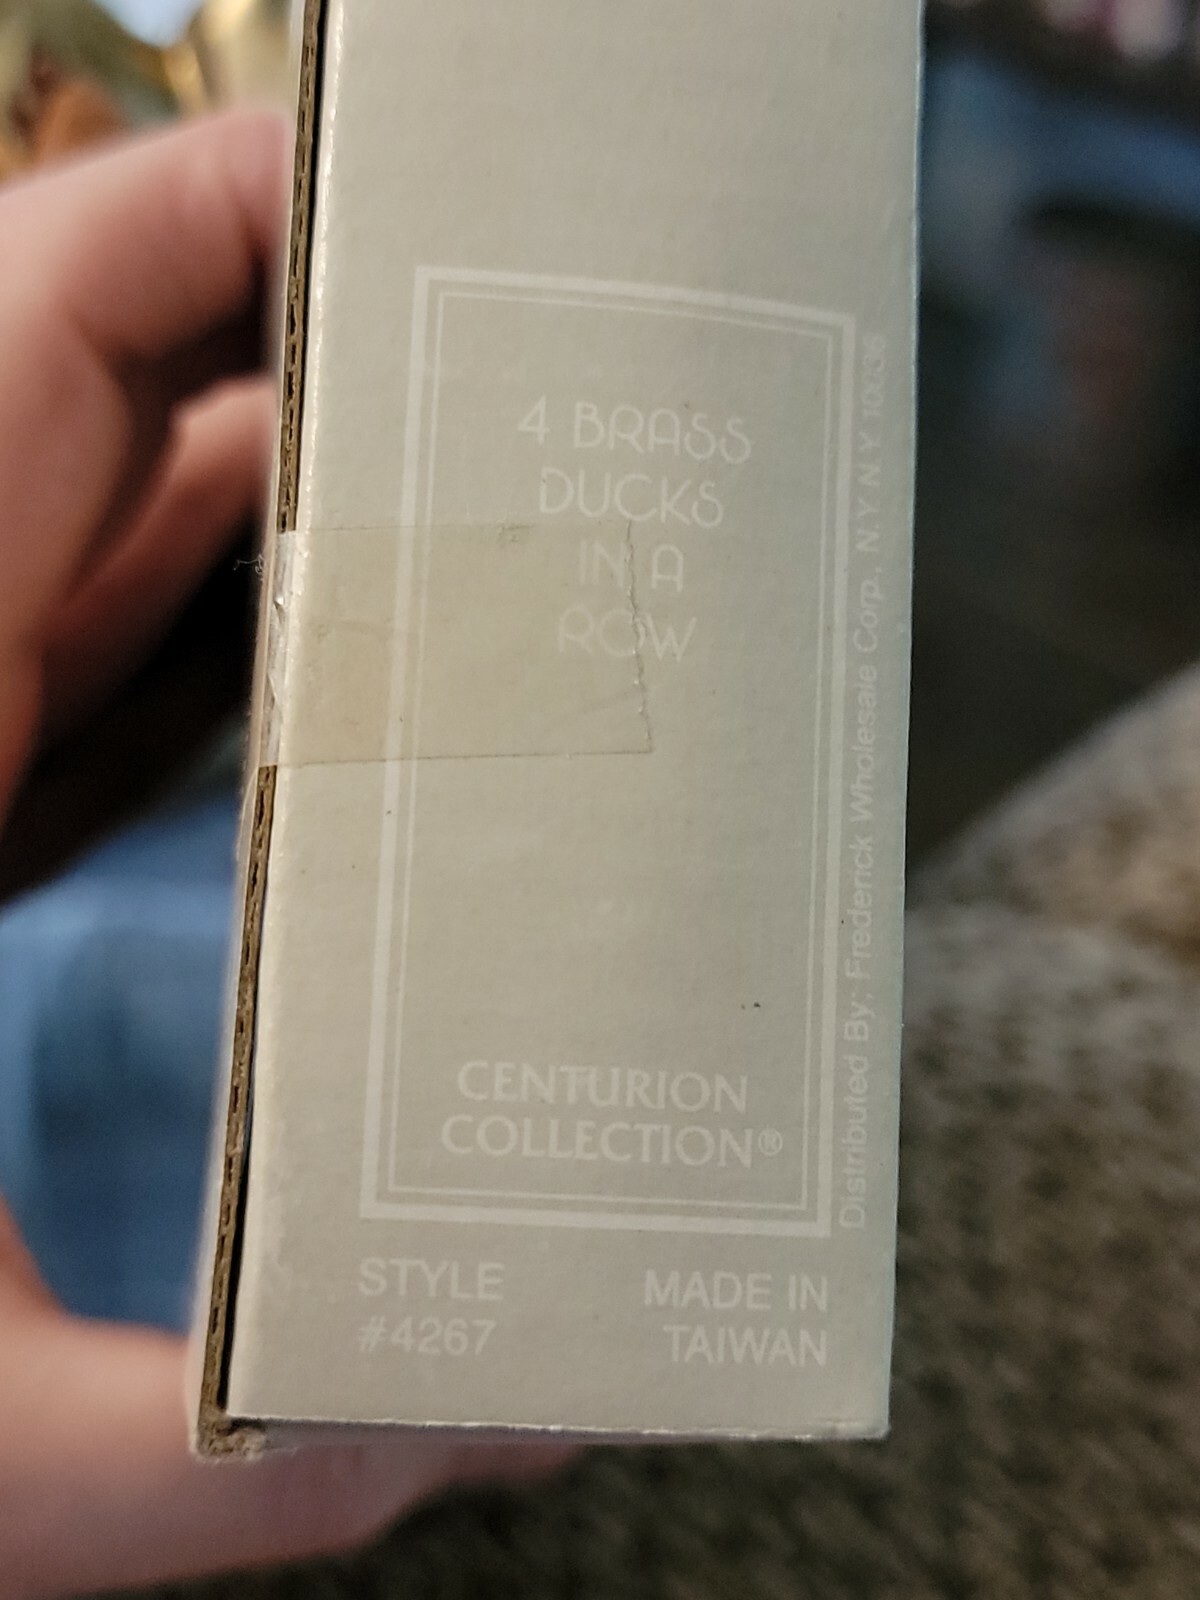 4 BRASS
DUCKS
IN A
ROW
CENTURION
COLLECTION®
STYLE
#4267
MADE IN
TAIWAN
Distributed By; Frederick Wholesale Corp., N.Y. N.Y. 10036